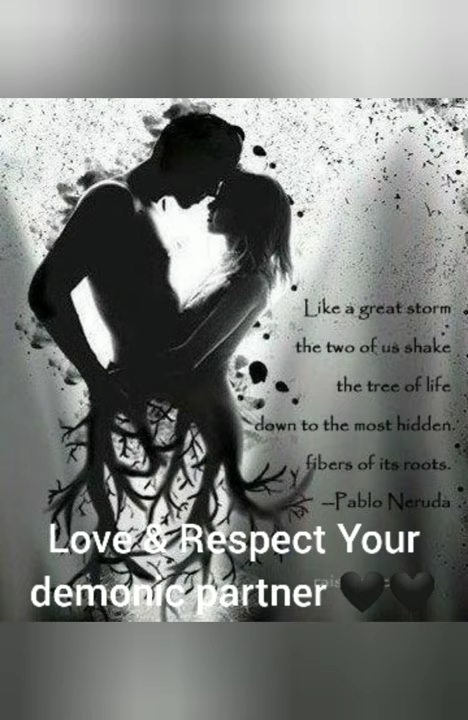 Like a great storm
the two of us shake
the tree of life
down to the most hidden
fibers of its roots.
—Pablo Neruda
Love & Respect Your
demonic partner 🖤🖤